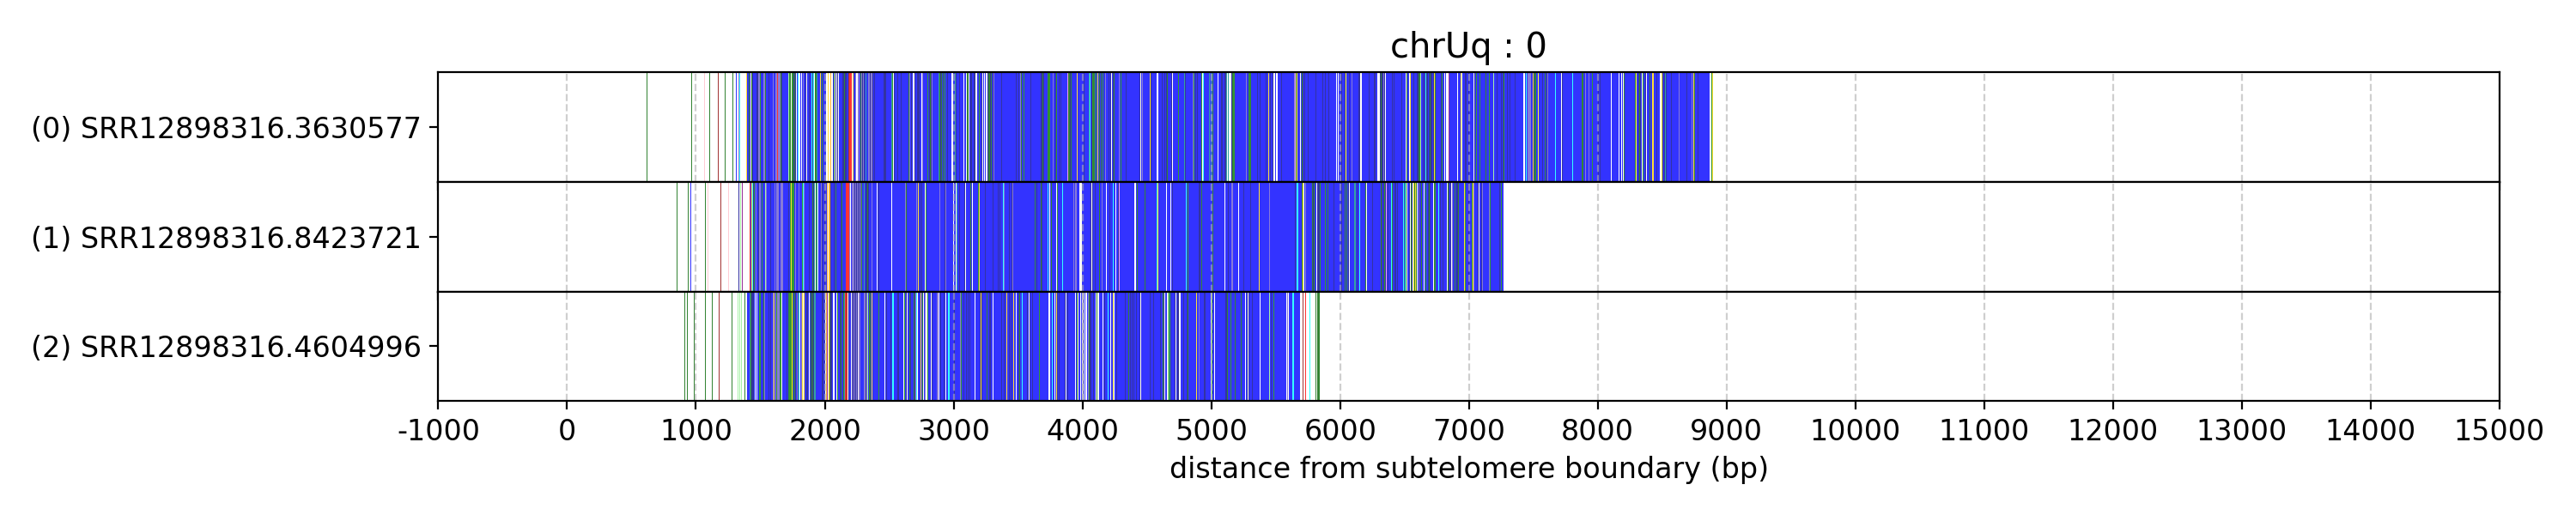 chrUq : 0
(0) SRR12898316.3630577
(1) SRR12898316.8423721
(2) SRR12898316.4604996
-1000 0 1000 2000 3000 4000 5000 6000 7000 8000 9000 10000 11000 12000 13000 14000 15000
distance from subtelomere boundary (bp)